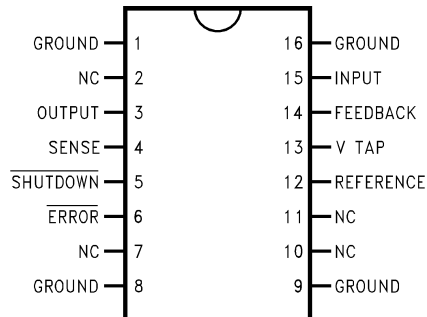 GROUND 1 16 GROUND
NC 2 15 INPUT
OUTPUT 3 14 FEEDBACK
SENSE 4 13 V TAP
SHUTDOWN 5 12 REFERENCE
ERROR 6 11 NC
NC 7 10 NC
GROUND 8 9 GROUND